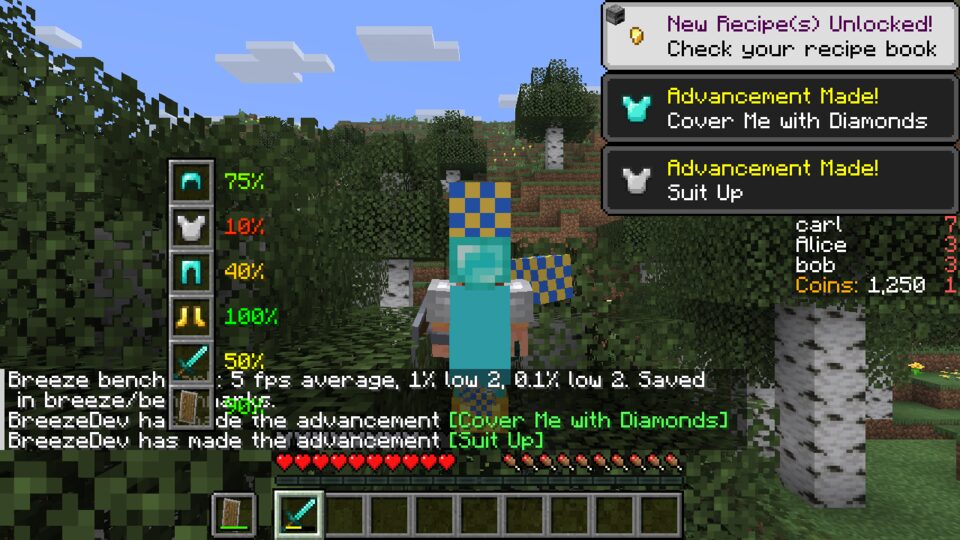 New Recipe(s) Unlocked!
Check your recipe book
Advancement Made!
Cover Me with Diamonds
Advancement Made!
Suit Up
carl 7
Alice 3
bob 3
Coins: 1,250 1
75%
10%
40%
100%
50%
90%
Breeze bench : 5 fps average, 1% low 2, 0.1% low 2. Saved
in breeze/be marks.
BreezeDev ha de the advancement [Cover Me with Diamonds]
BreezeDev has made the advancement [Suit Up]